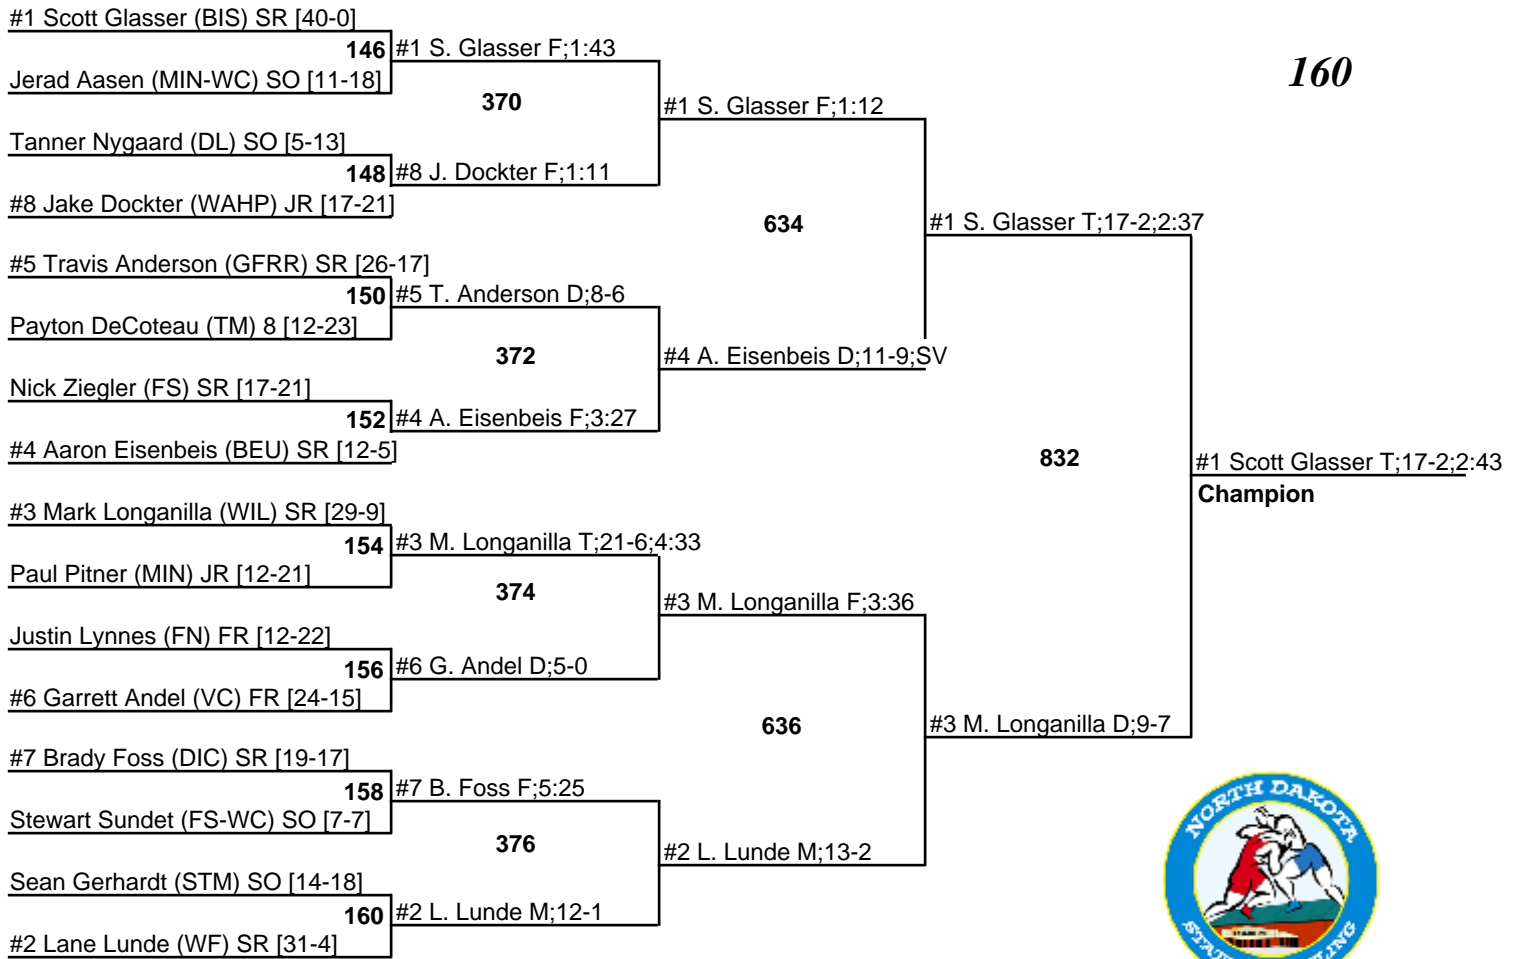 160
#1 Scott Glasser (BIS) SR [40-0]
146
Jerad Aasen (MIN-WC) SO [11-18]
Tanner Nygaard (DL) SO [5-13]
148
#8 Jake Dockter (WAHP) JR [17-21]
#5 Travis Anderson (GFRR) SR [26-17]
150
Payton DeCoteau (TM) 8 [12-23]
Nick Ziegler (FS) SR [17-21]
152
#4 Aaron Eisenbeis (BEU) SR [12-5]
#3 Mark Longanilla (WIL) SR [29-9]
154
Paul Pitner (MIN) JR [12-21]
Justin Lynnes (FN) FR [12-22]
156
#6 Garrett Andel (VC) FR [24-15]
#7 Brady Foss (DIC) SR [19-17]
158
Stewart Sundet (FS-WC) SO [7-7]
Sean Gerhardt (STM) SO [14-18]
160
#2 Lane Lunde (WF) SR [31-4]
#1 S. Glasser F;1:43
370
#8 J. Dockter F;1:11
#5 T. Anderson D;8-6
372
#4 A. Eisenbeis F;3:27
#3 M. Longanilla T;21-6;4:33
374
#6 G. Andel D;5-0
#7 B. Foss F;5:25
376
#2 L. Lunde M;12-1
#1 S. Glasser F;1:12
634
#4 A. Eisenbeis D;11-9;SV
#3 M. Longanilla F;3:36
636
#2 L. Lunde M;13-2
#1 S. Glasser T;17-2;2:37
832
#3 M. Longanilla D;9-7
#1 Scott Glasser T;17-2;2:43
Champion
NORTH DAKOTA